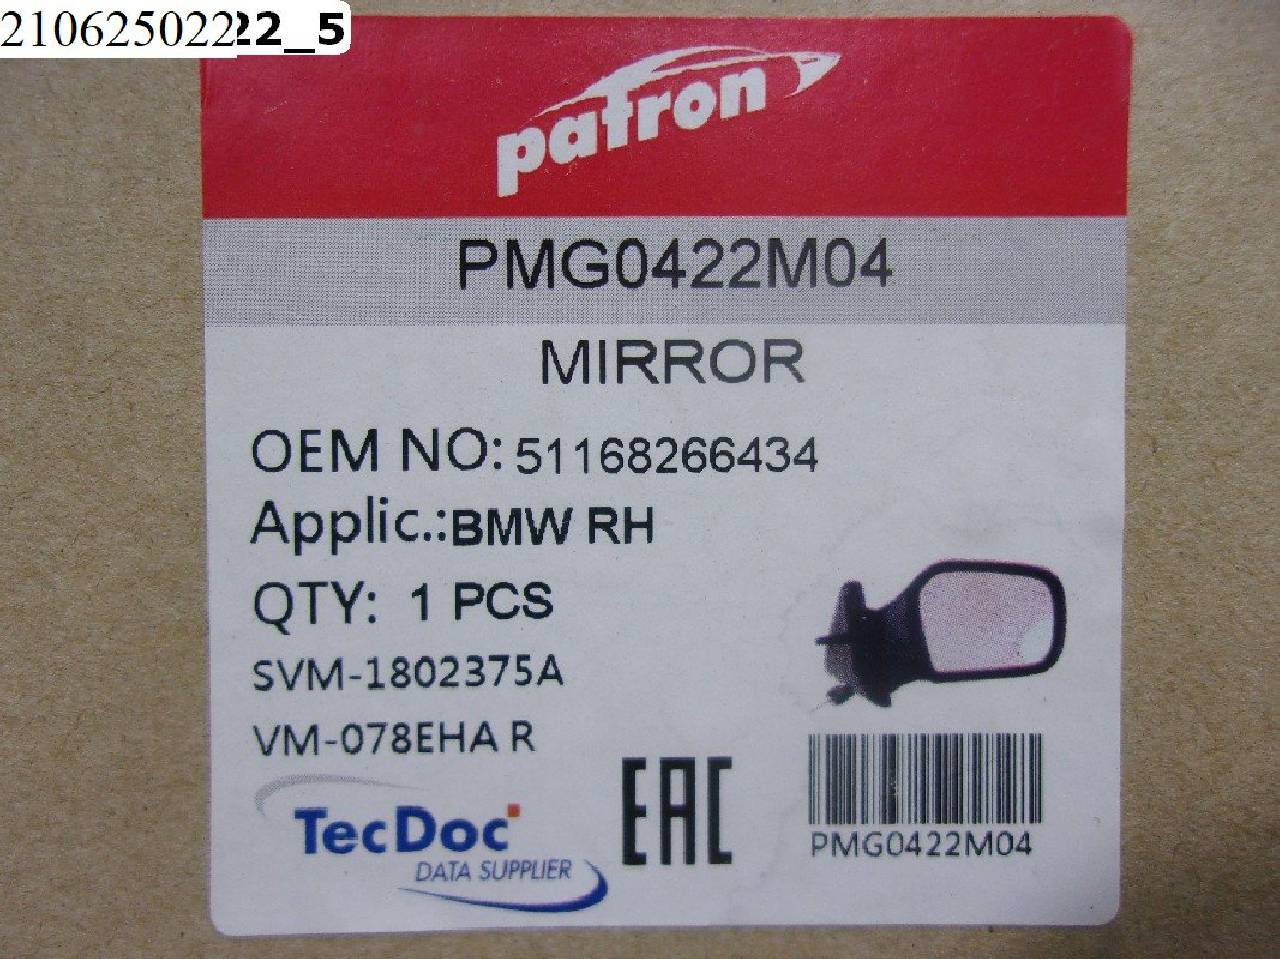 21062502222_5
patron
PMG0422M04
MIRROR
OEM NO: 51168266434
Applic.: BMW RH
QTY: 1 PCS
SVM-1802375A
VM-078EHA R
TecDoc
DATA SUPPLIER
EAC
PMG0422M04